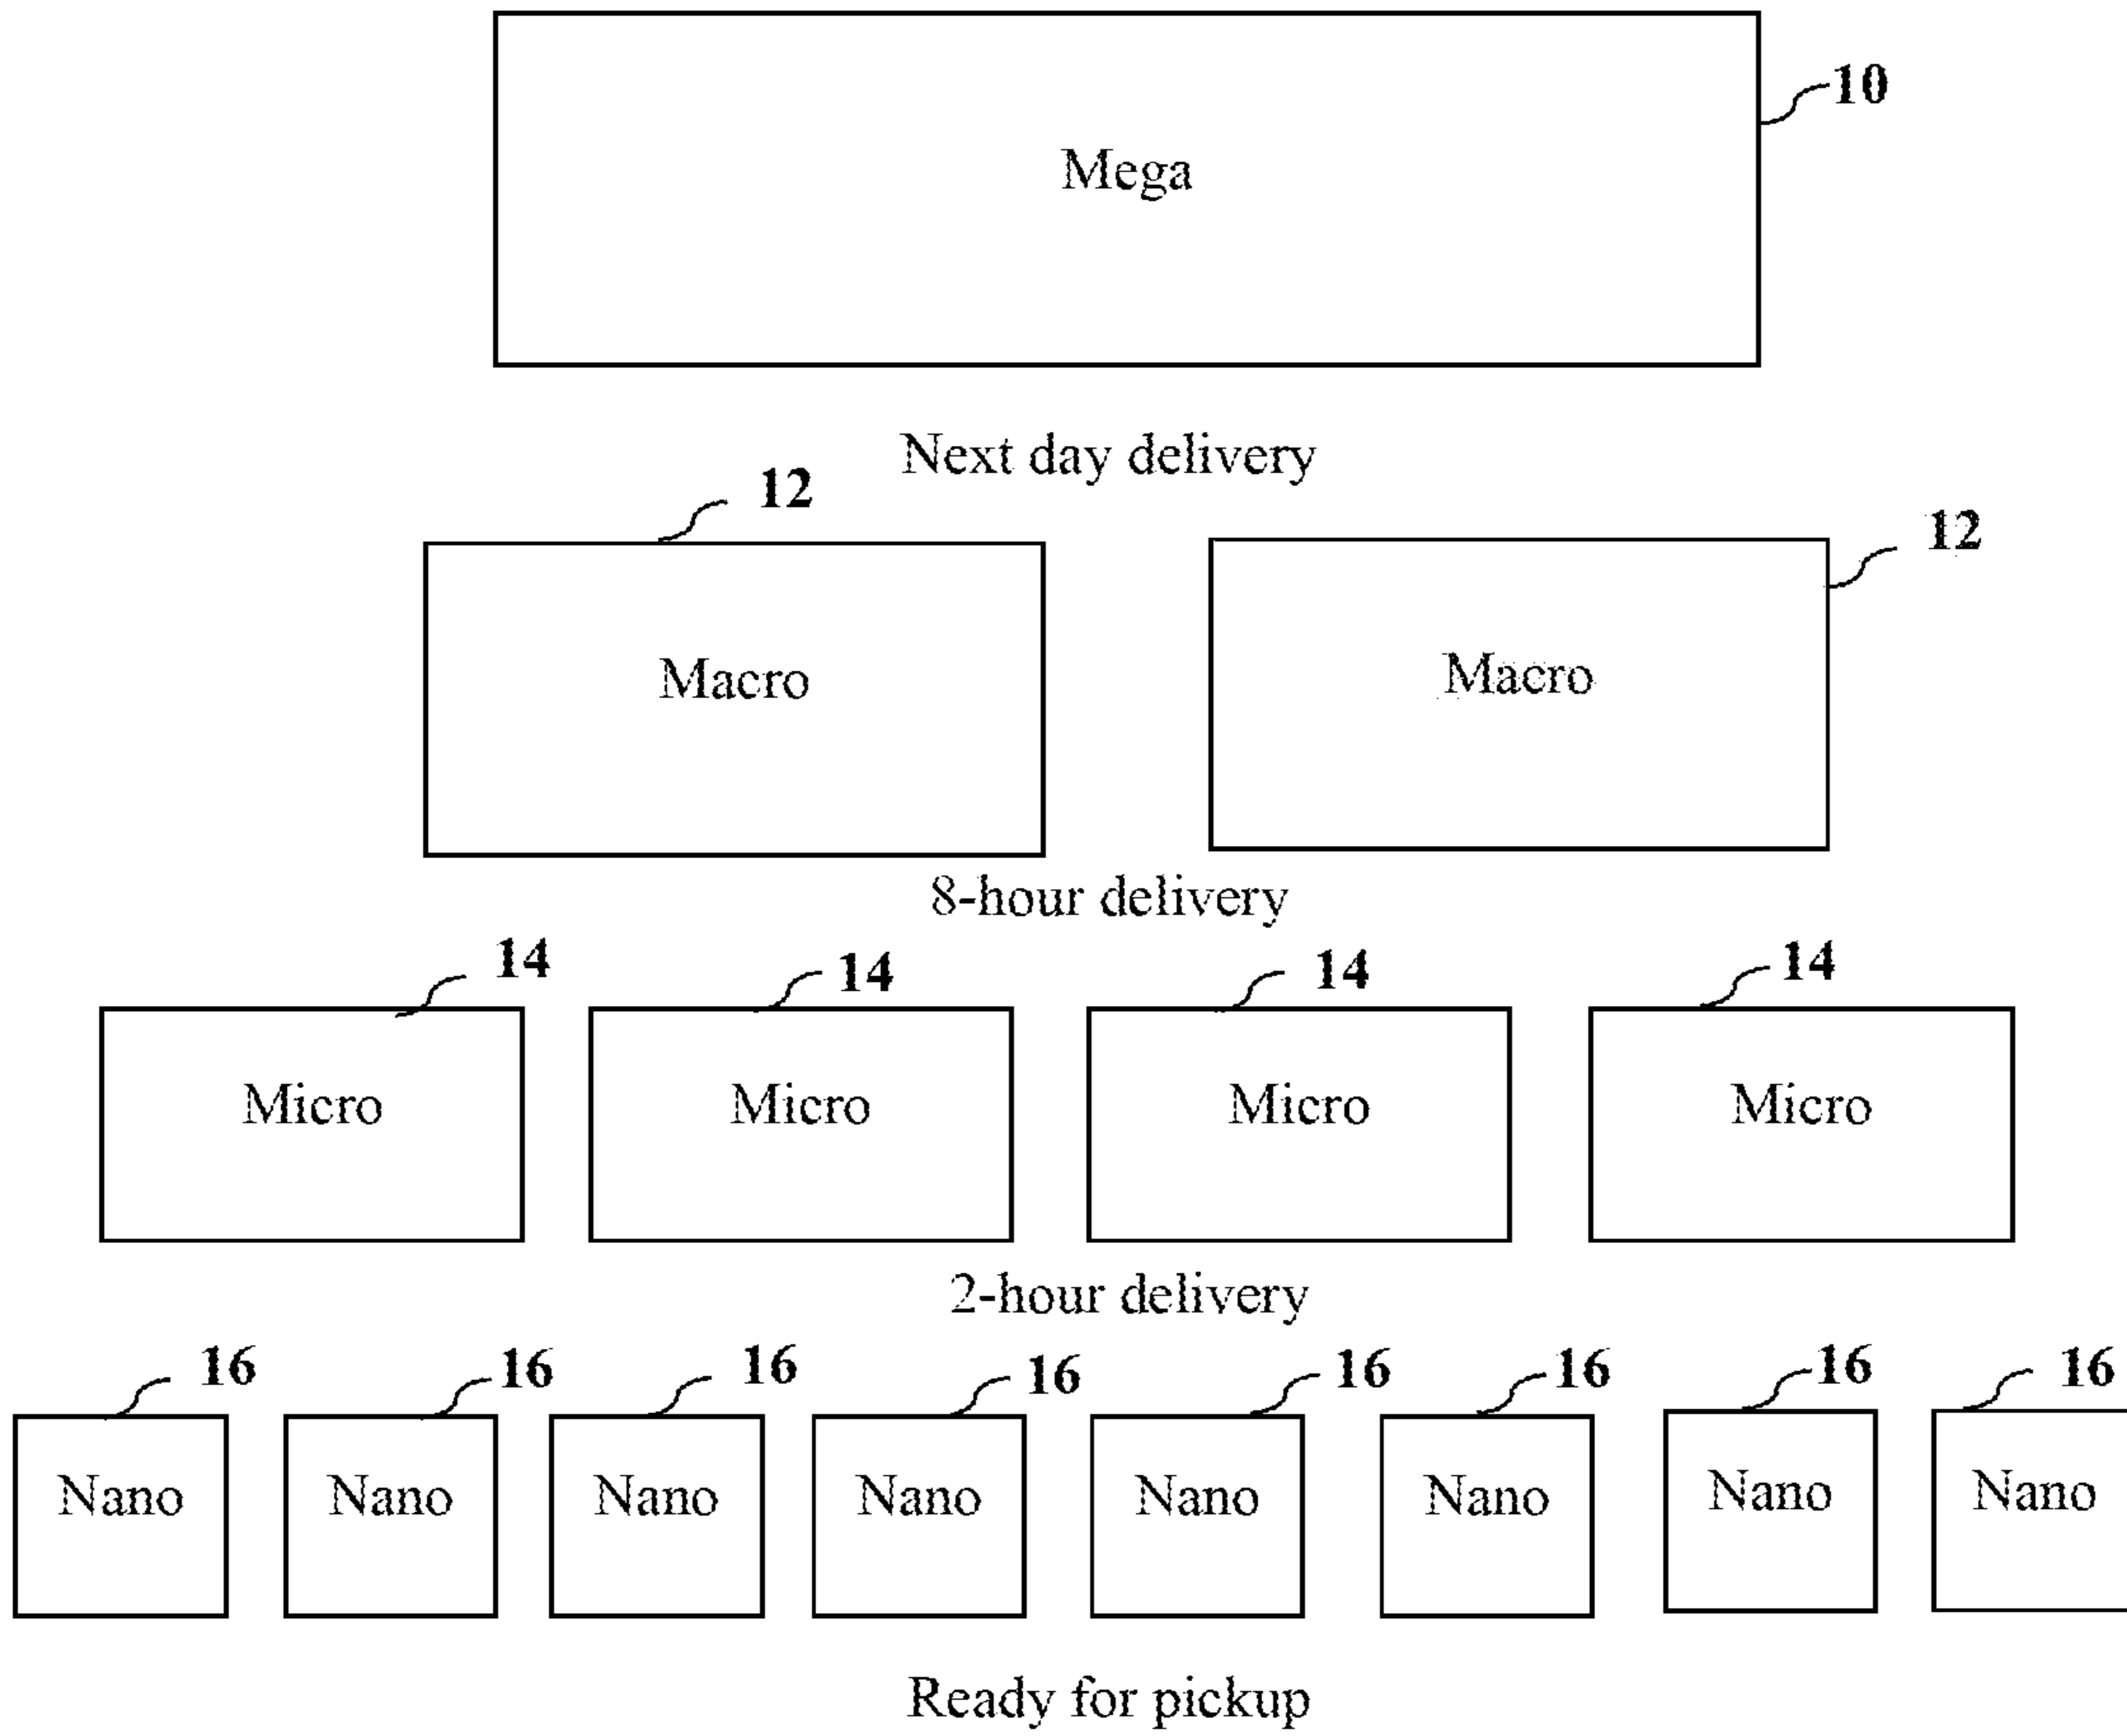 10
Mega
Next day delivery
12 12
Macro Macro
8-hour delivery
14 14 14 14
Micro Micro Micro Micro
2-hour delivery
16 16 16 16 16 16 16 16
Nano Nano Nano Nano Nano Nano Nano Nano
Ready for pickup